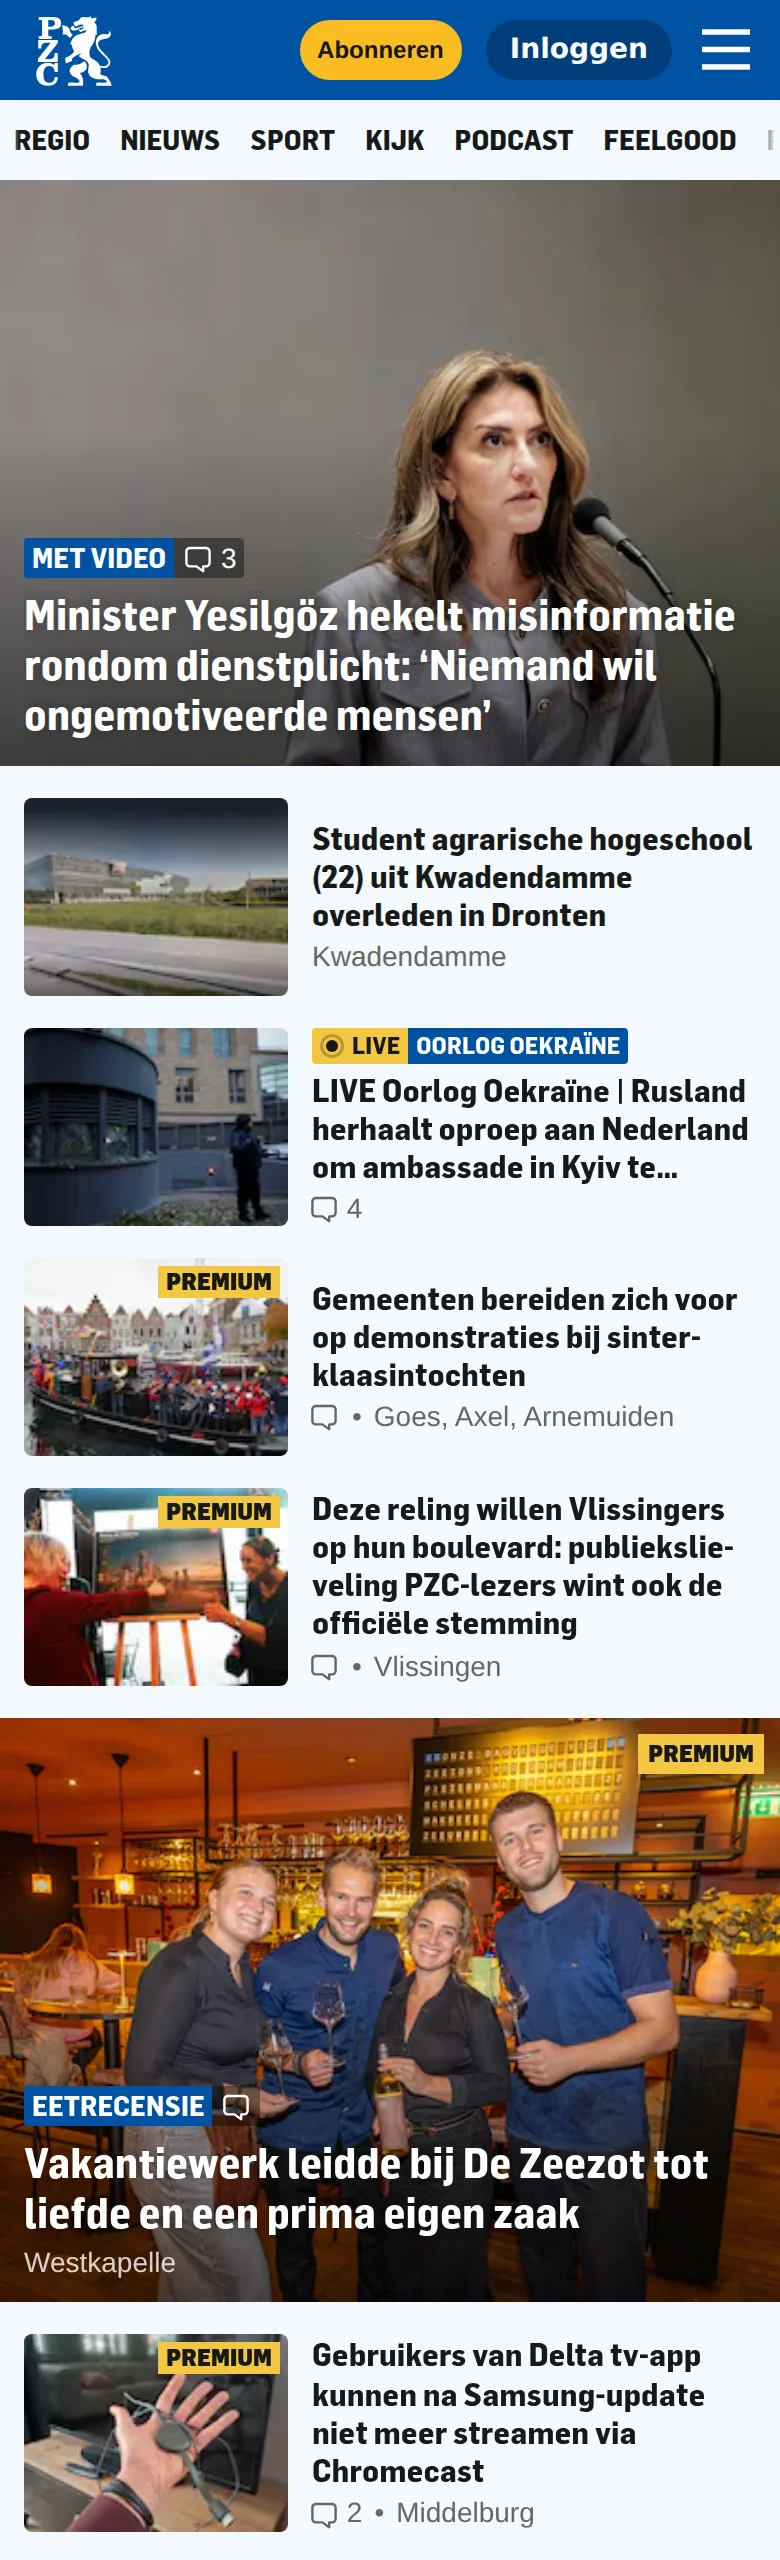 PZC
Abonneren
Inloggen
REGIO NIEUWS SPORT KIJK PODCAST FEELGOOD
MET VIDEO 3
Minister Yesilgöz hekelt misinformatie
rondom dienstplicht: ‘Niemand wil
ongemotiveerde mensen’
Student agrarische hogeschool
(22) uit Kwadendamme
overleden in Dronten
Kwadendamme
LIVE OORLOG OEKRAÏNE
LIVE Oorlog Oekraïne | Rusland
herhaalt oproep aan Nederland
om ambassade in Kyiv te...
4
PREMIUM
Gemeenten bereiden zich voor
op demonstraties bij sinter-
klaasintochten
• Goes, Axel, Arnemuiden
PREMIUM
Deze reling willen Vlissingers
op hun boulevard: publiekslie-
veling PZC-lezers wint ook de
officiële stemming
• Vlissingen
PREMIUM
EETRECENSIE
Vakantiewerk leidde bij De Zeezot tot
liefde en een prima eigen zaak
Westkapelle
PREMIUM
Gebruikers van Delta tv-app
kunnen na Samsung-update
niet meer streamen via
Chromecast
2 • Middelburg